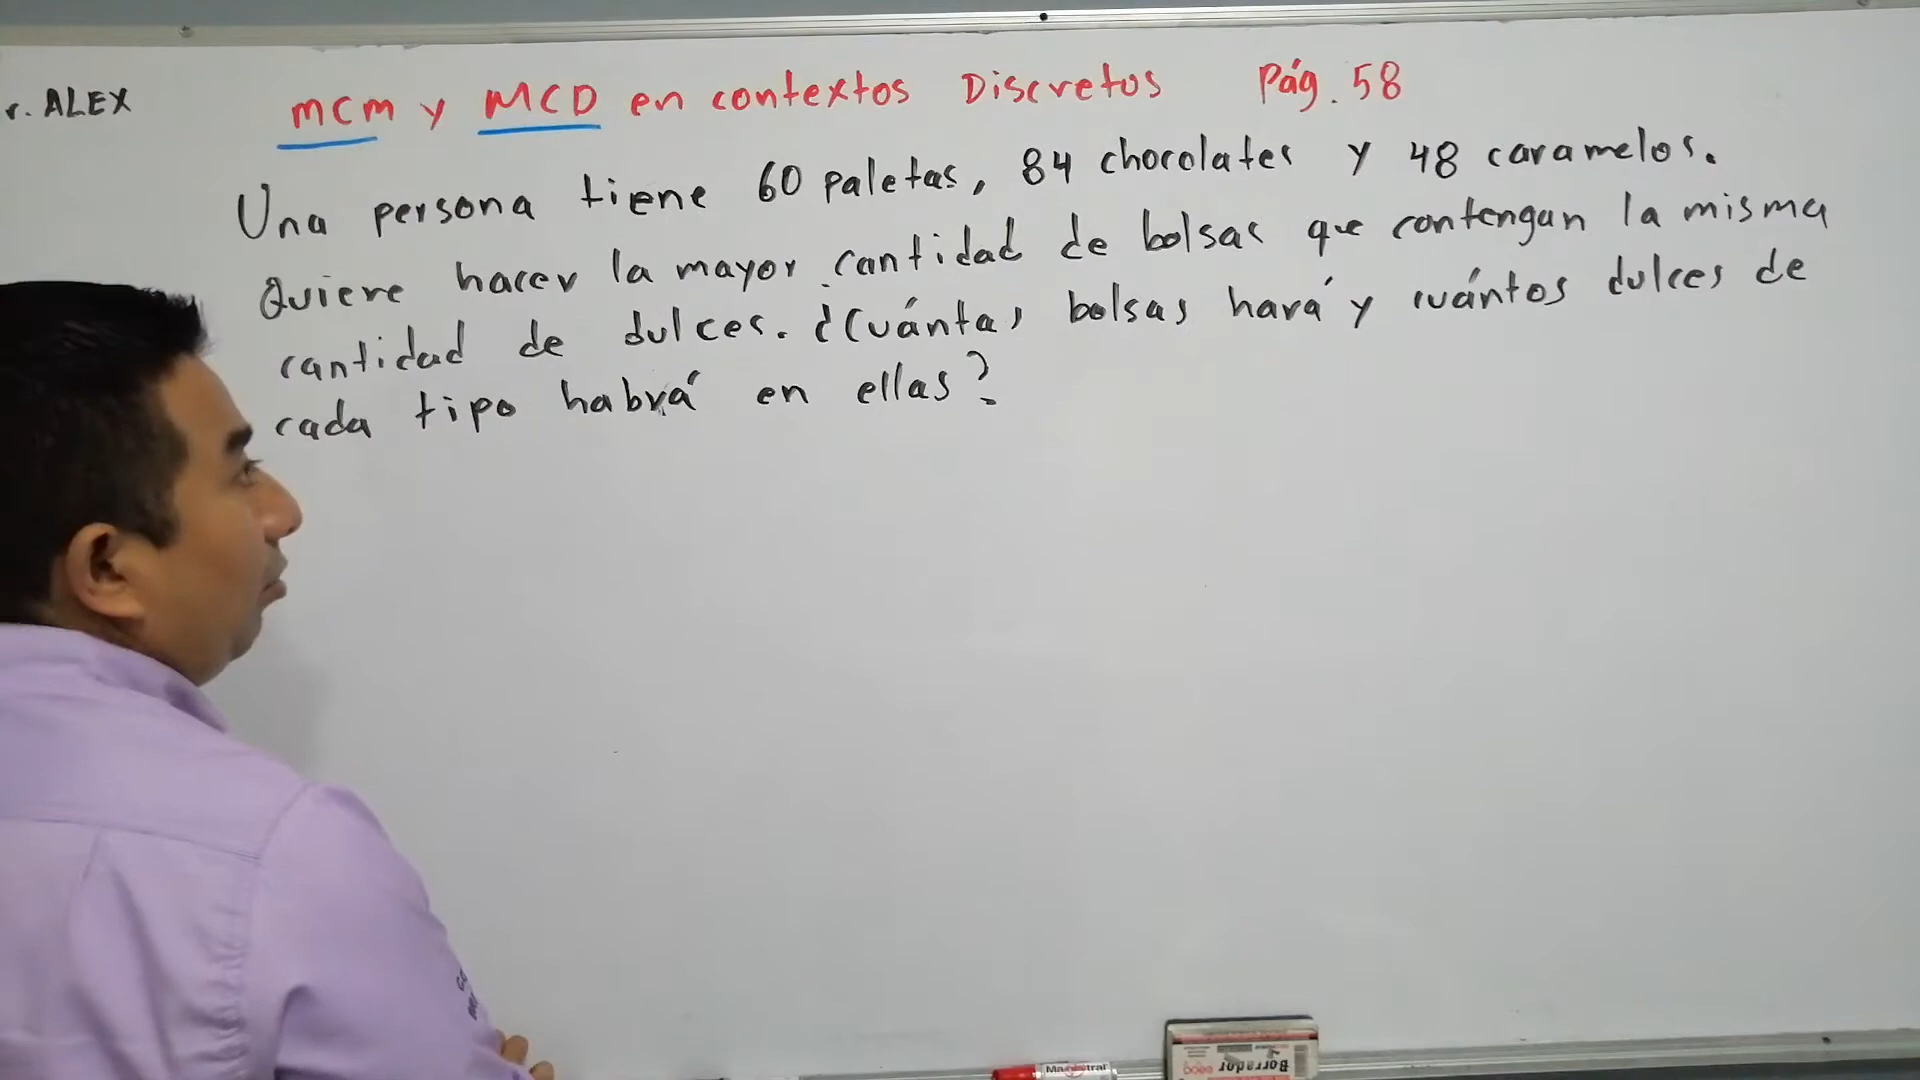 r. ALEX
mcm y MCD en contextos Discretos Pág. 58
Una persona tiene 60 paletas, 84 chocolates y 48 caramelos.
Quiere hacer la mayor cantidad de bolsas que contengan la misma
cantidad de dulces. ¿Cuántas bolsas hará y cuántos dulces de
cada tipo habrá en ellas?
Magistral
Borrador